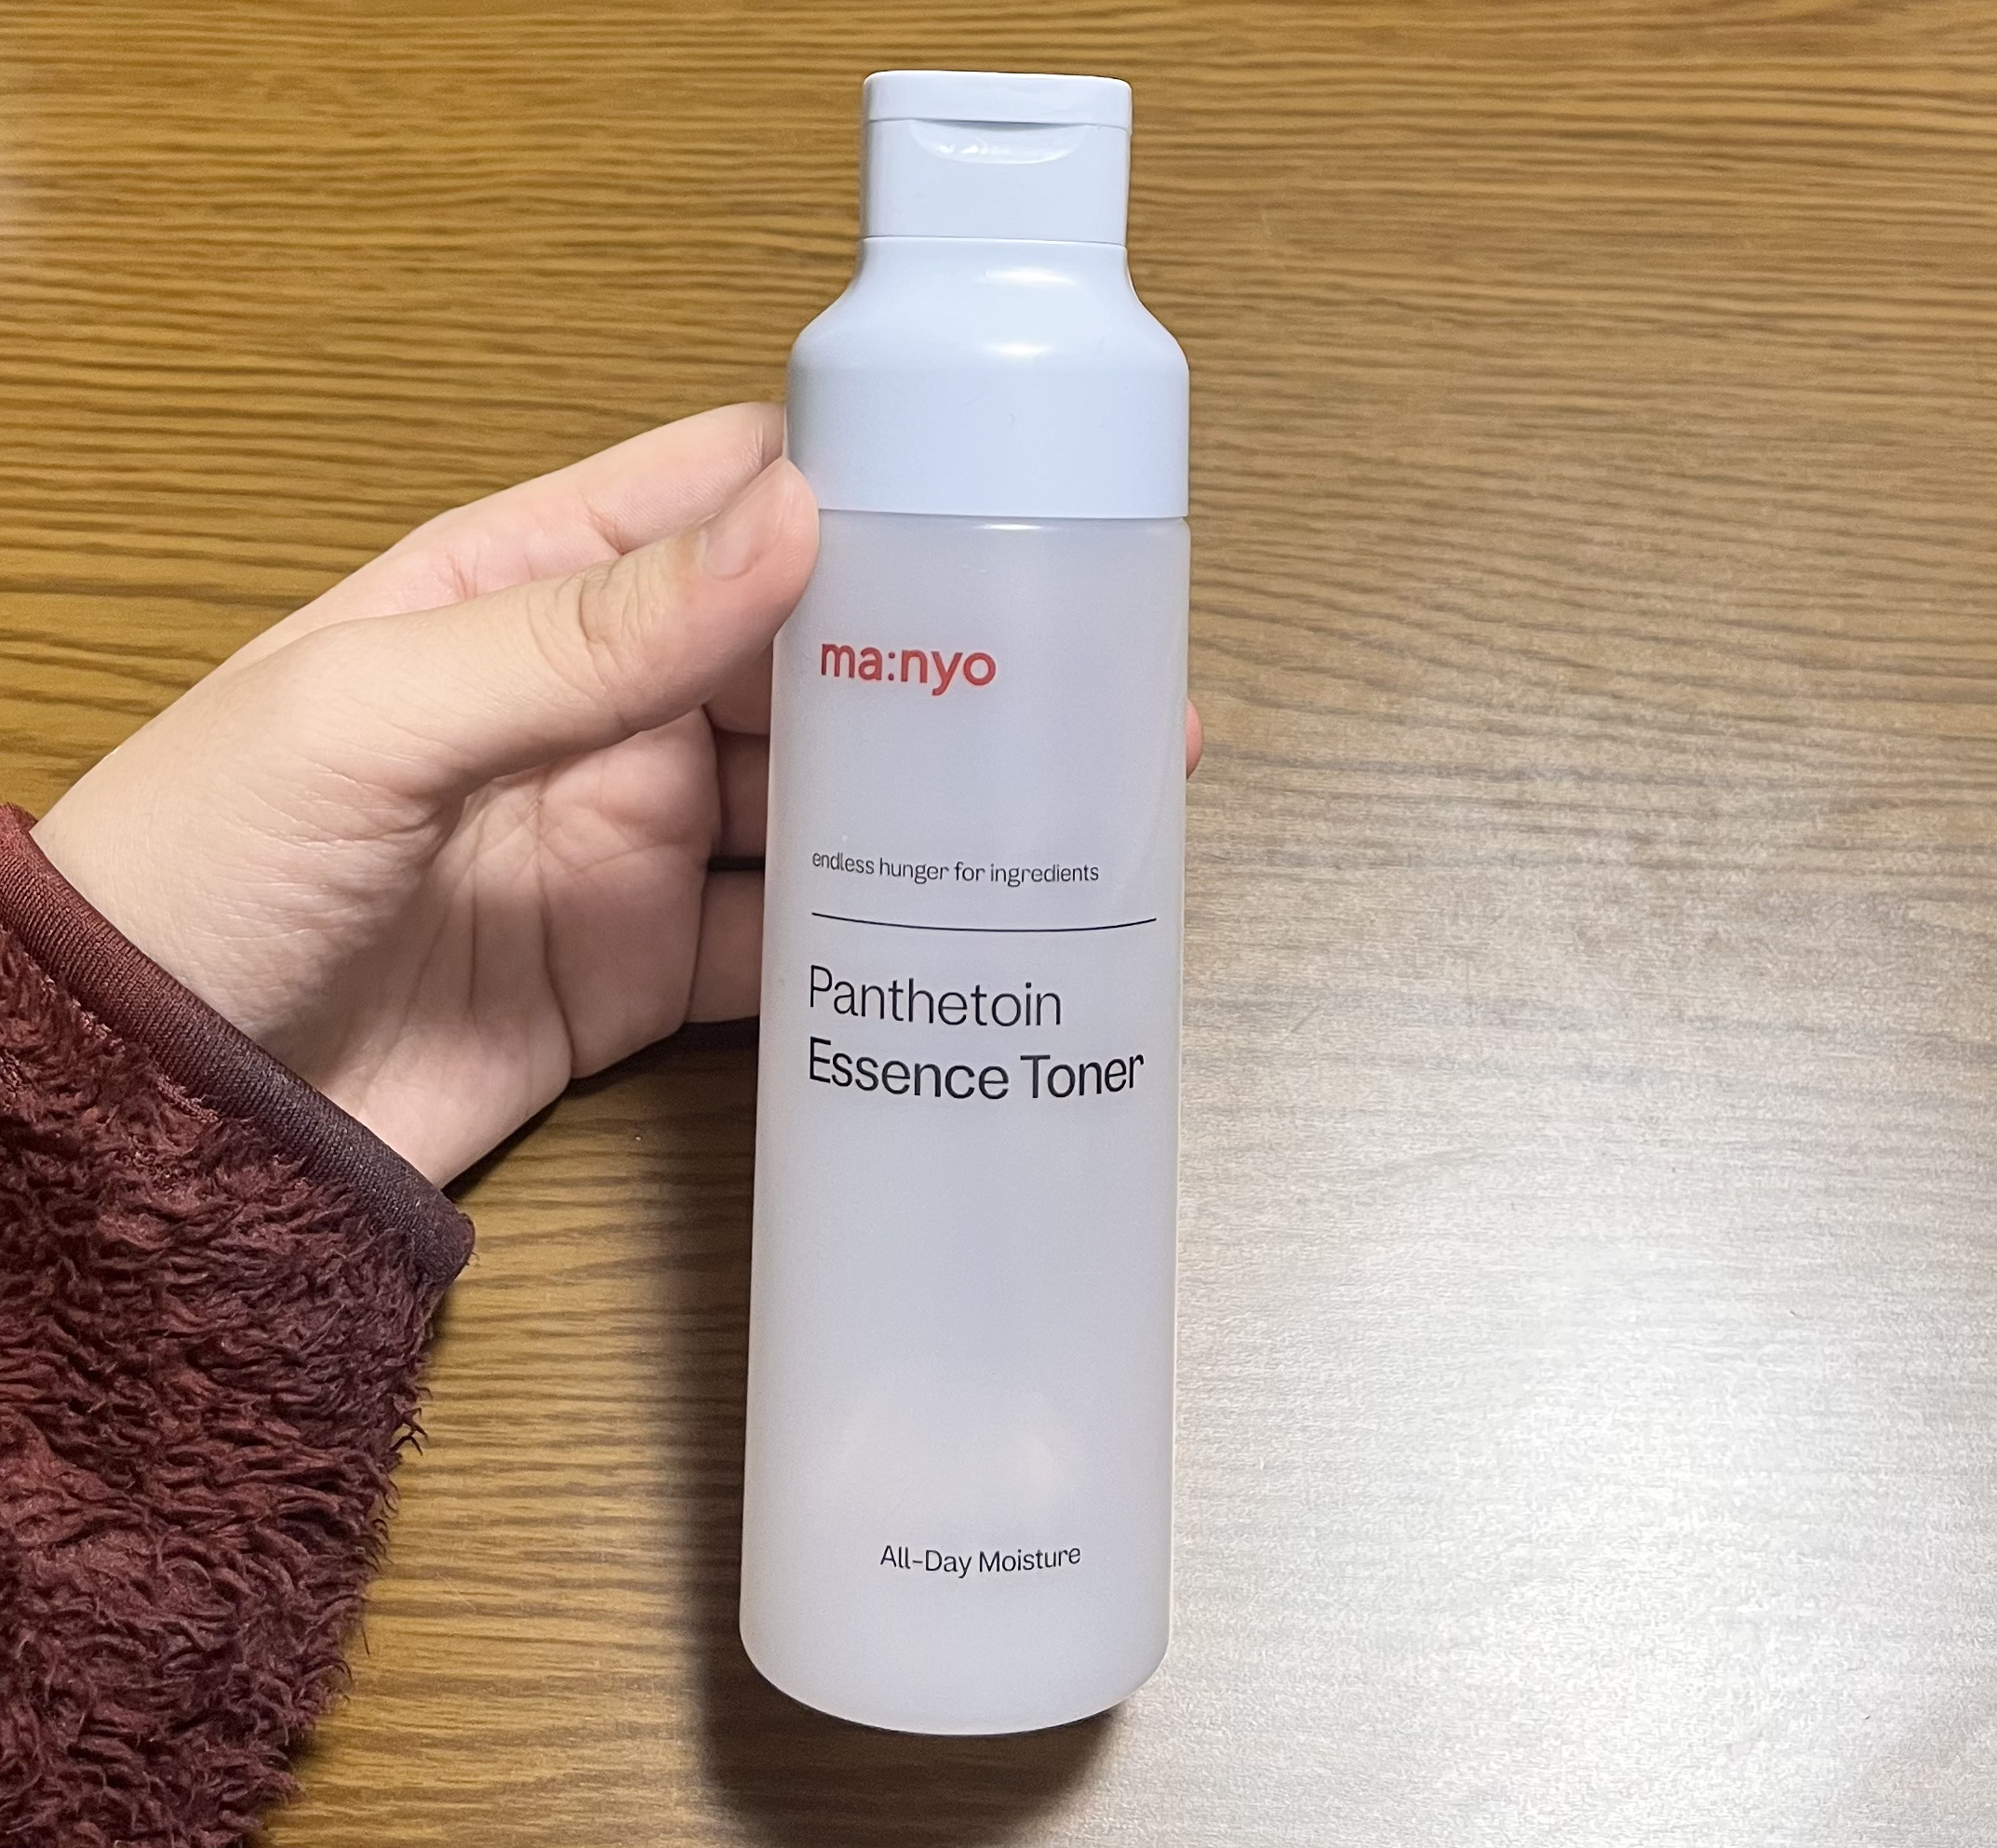 ma:nyo
endless hunger for ingredients
Panthetoin
Essence Toner
All-Day Moisture